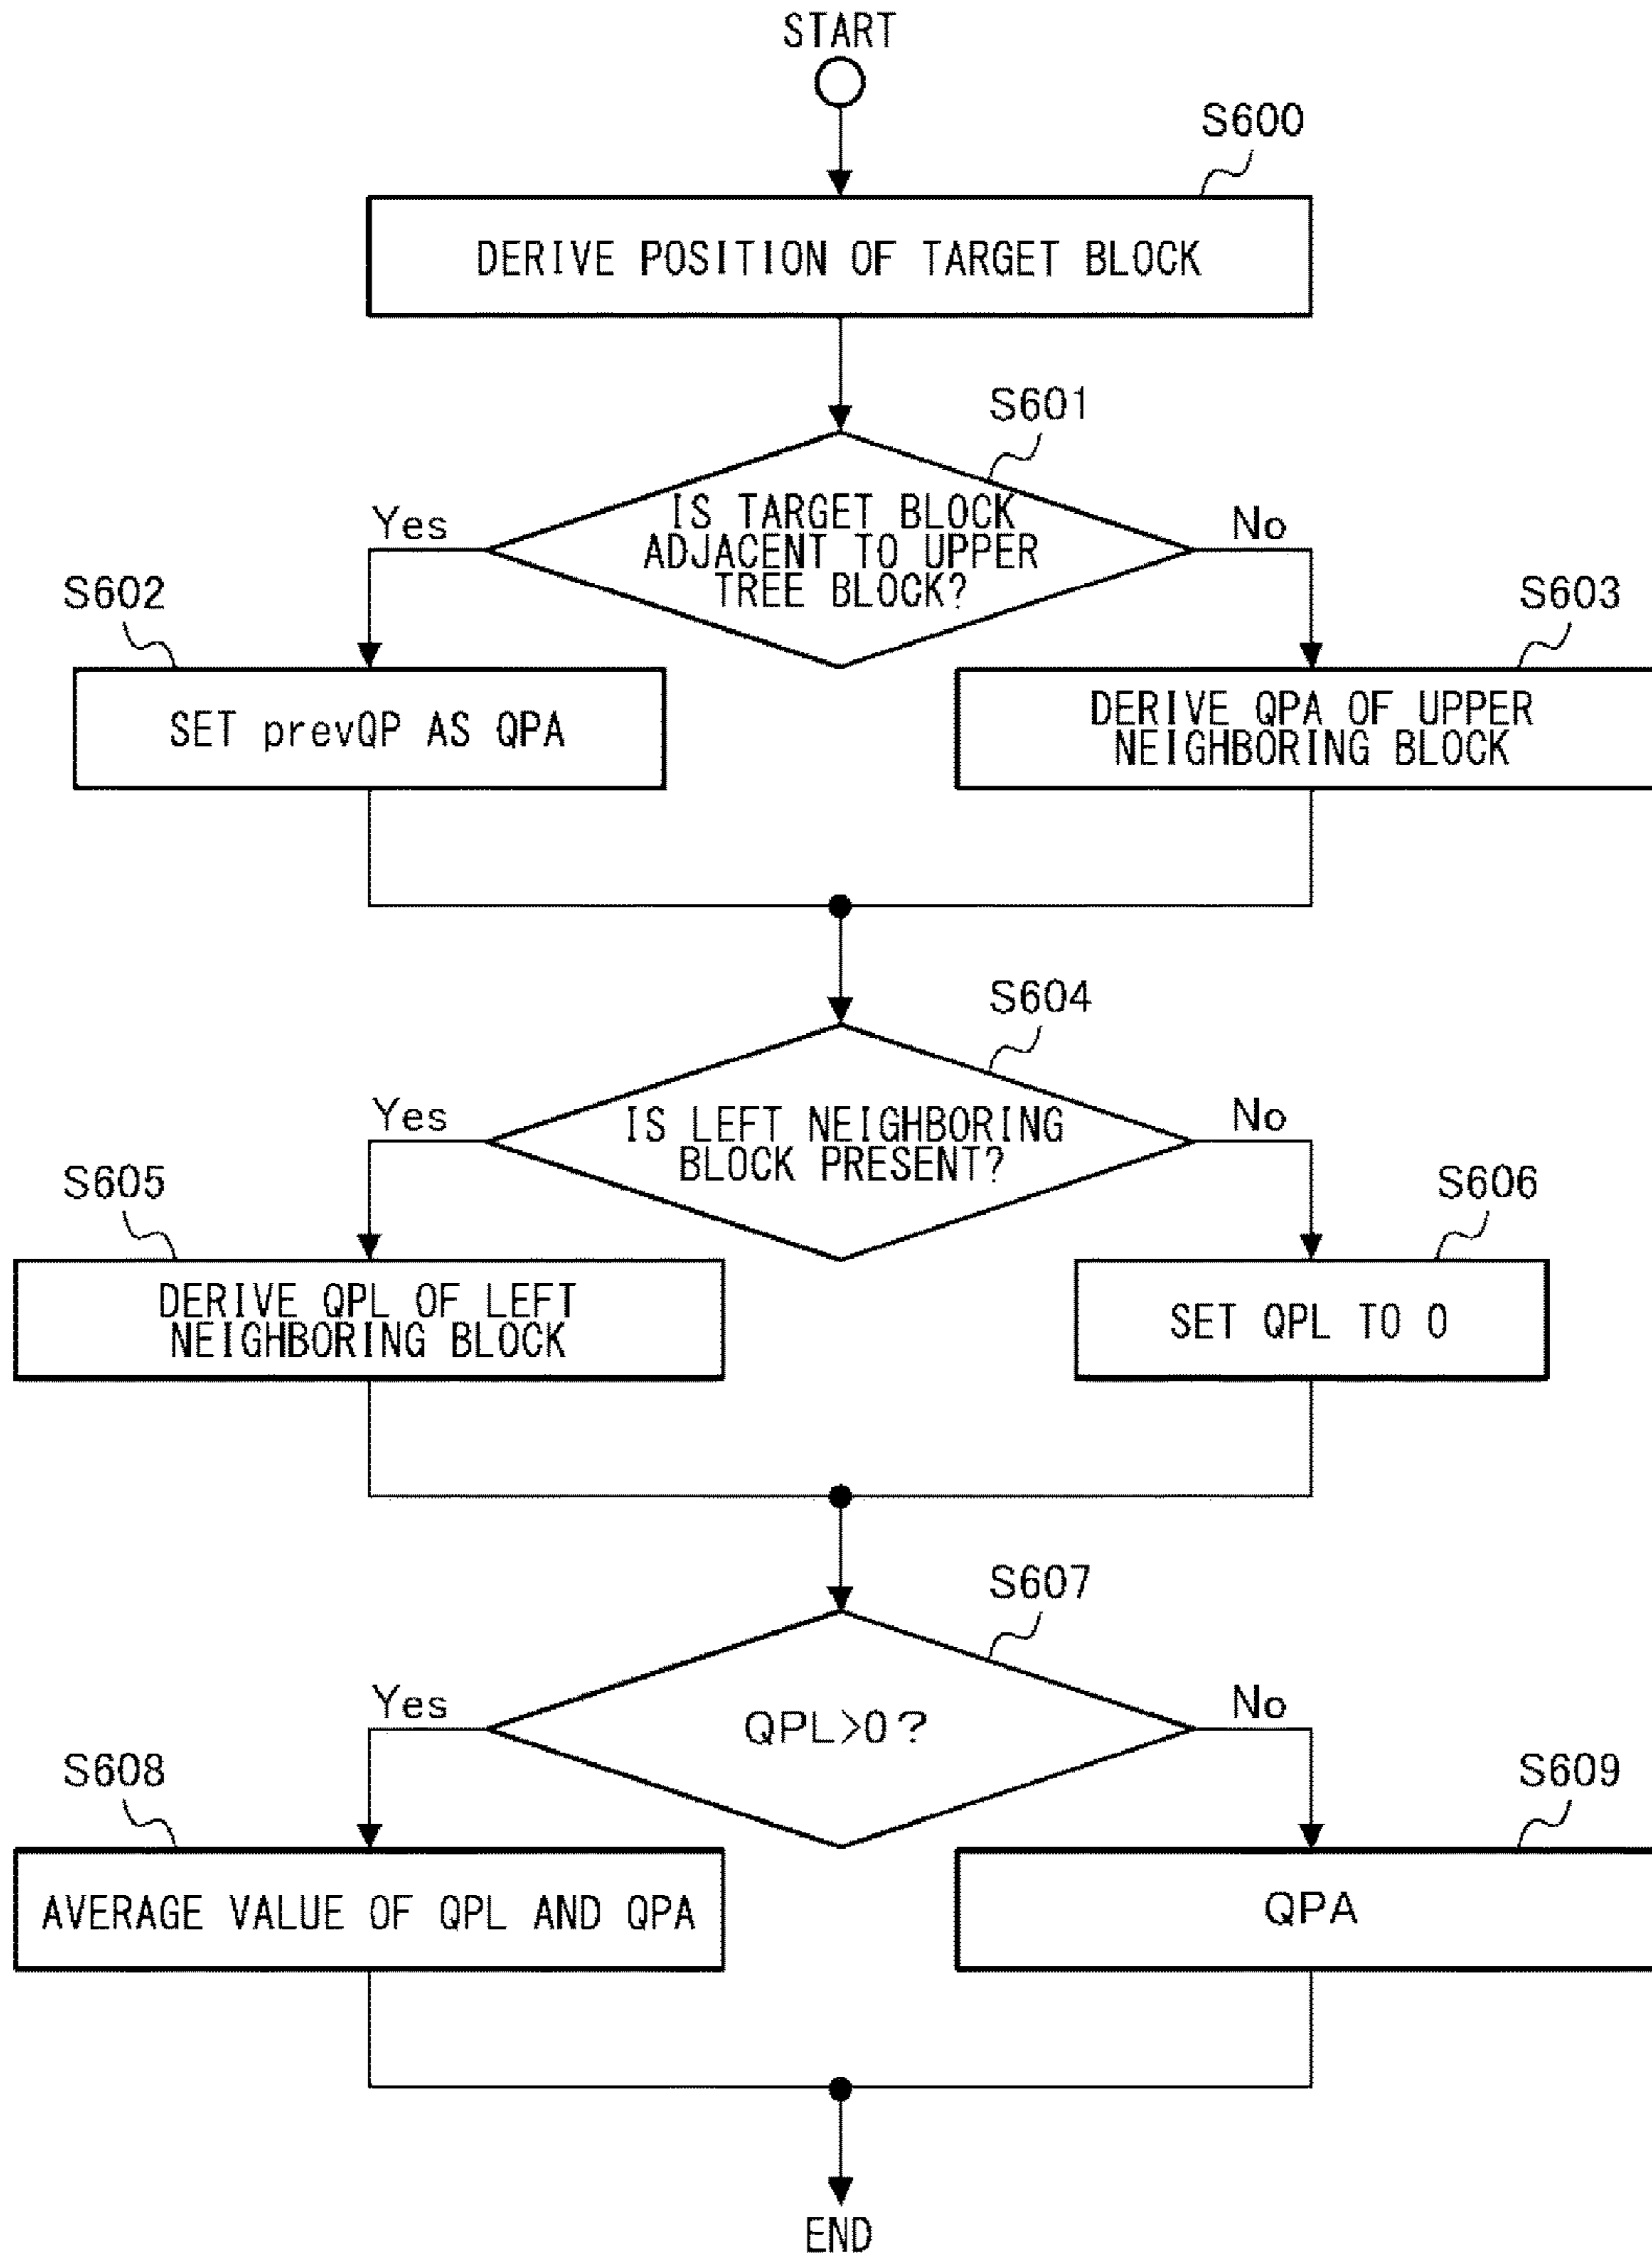 START
S600
DERIVE POSITION OF TARGET BLOCK
S601
Yes
IS TARGET BLOCK
ADJACENT TO UPPER
TREE BLOCK?
No
S602
S603
SET prevQP AS QPA
DERIVE QPA OF UPPER
NEIGHBORING BLOCK
S604
Yes
IS LEFT NEIGHBORING
BLOCK PRESENT?
No
S605
S606
DERIVE QPL OF LEFT
NEIGHBORING BLOCK
SET QPL TO 0
S607
Yes
QPL>0?
No
S608
S609
AVERAGE VALUE OF QPL AND QPA
QPA
END